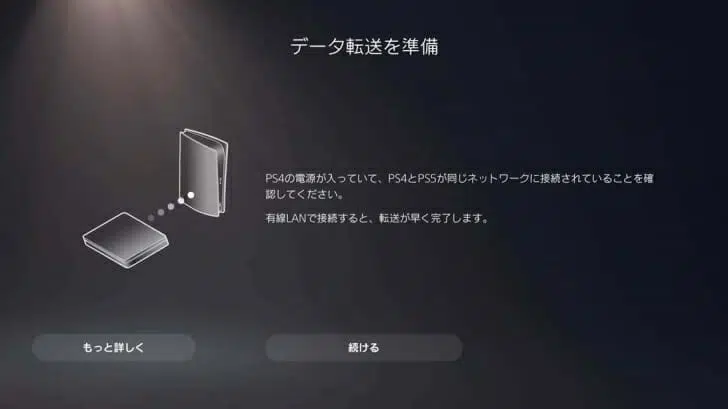 データ転送を準備
PS4の電源が入っていて、PS4とPS5が同じネットワークに接続されていることを確
認してください。
有線LANで接続すると、転送が早く完了します。
もっと詳しく
続ける